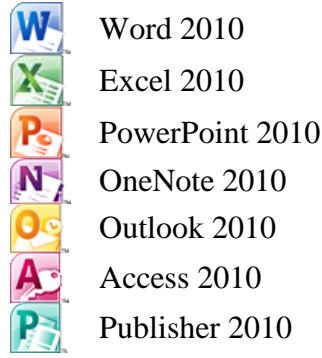 W Word 2010
X Excel 2010
P PowerPoint 2010
N OneNote 2010
O Outlook 2010
A Access 2010
P Publisher 2010